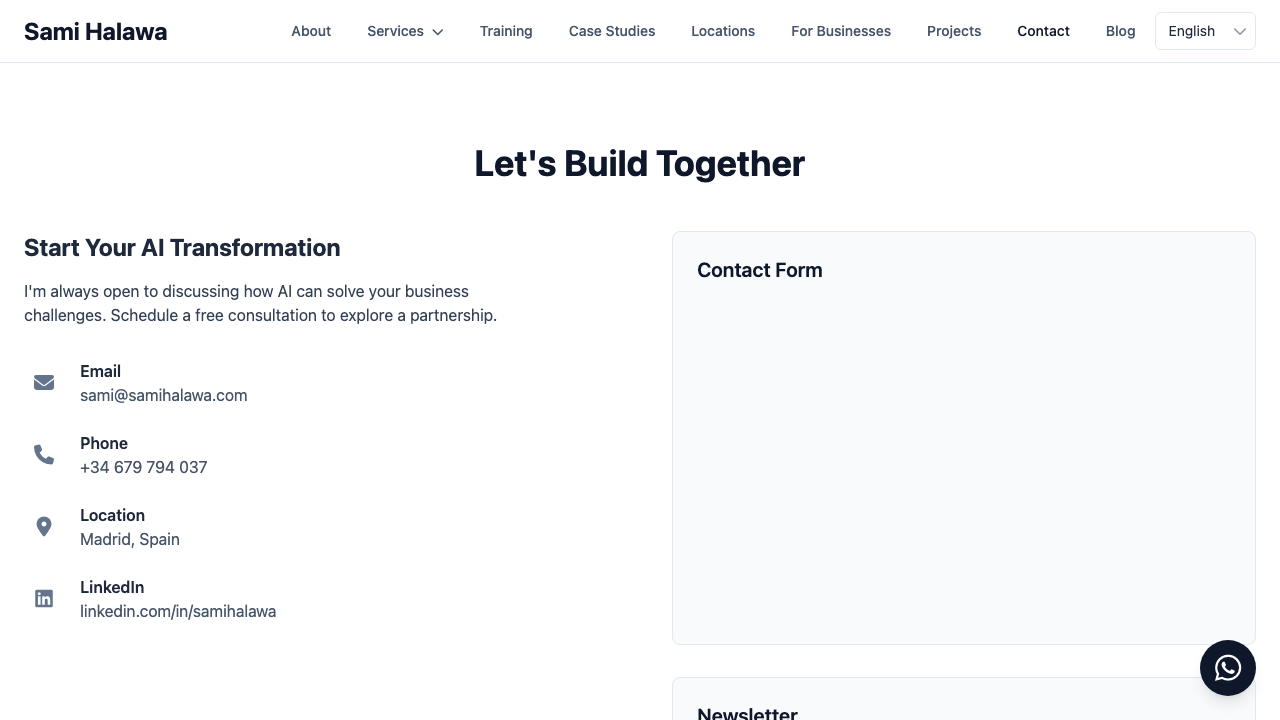 Sami Halawa
About
Services
Training
Case Studies
Locations
For Businesses
Projects
Contact
Blog
English
Let's Build Together
Start Your AI Transformation
I'm always open to discussing how AI can solve your business
challenges. Schedule a free consultation to explore a partnership.
Email
sami@samihalawa.com
Phone
+34 679 794 037
Location
Madrid, Spain
LinkedIn
linkedin.com/in/samihalawa
Contact Form
Newsletter